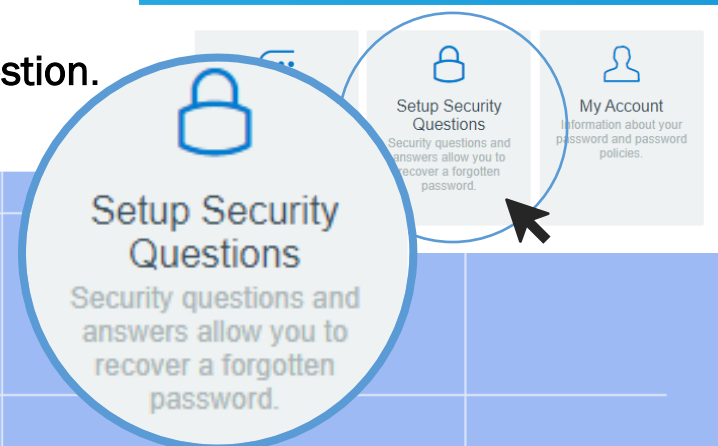 stion.
Setup Security
Questions
Security questions and
answers allow you to
recover a forgotten
password.
My Account
Information about your
password and password
policies.
Setup Security
Questions
Security questions and
answers allow you to
recover a forgotten
password.